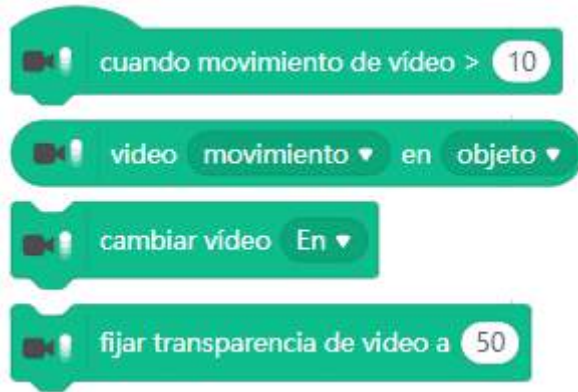 cuando movimiento de vídeo > 10
video movimiento en objeto
cambiar vídeo En
fijar transparencia de video a 50